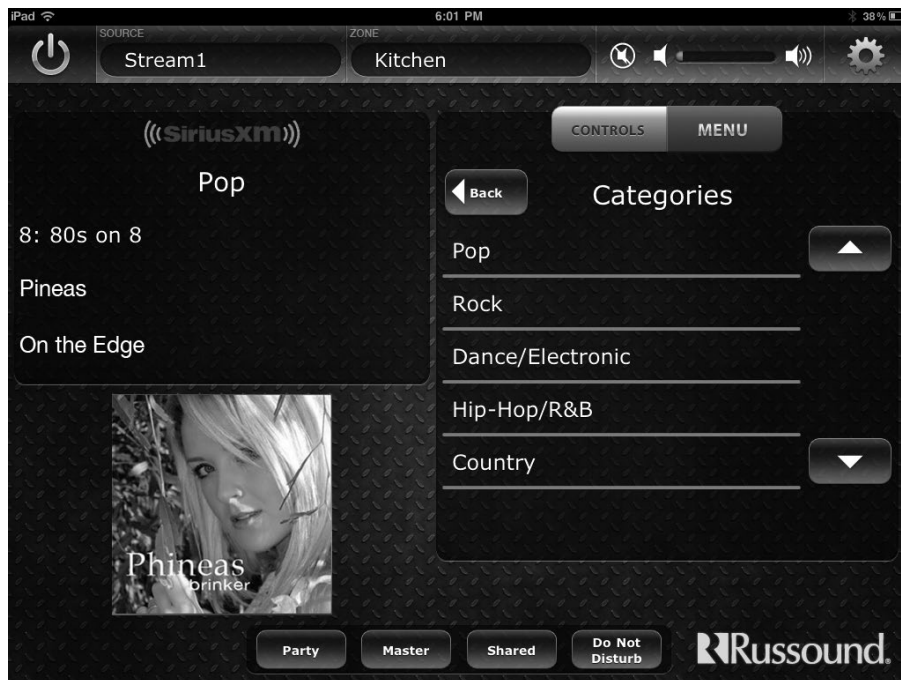 iPad 6:01 PM 38%
SOURCE ZONE
Stream1 Kitchen
((SiriusXM))
Pop
8: 80s on 8
Pineas
On the Edge
Phineas
brinker
CONTROLS MENU
Back Categories
Pop
Rock
Dance/Electronic
Hip-Hop/R&B
Country
Party Master Shared Do Not
Disturb
Russound.